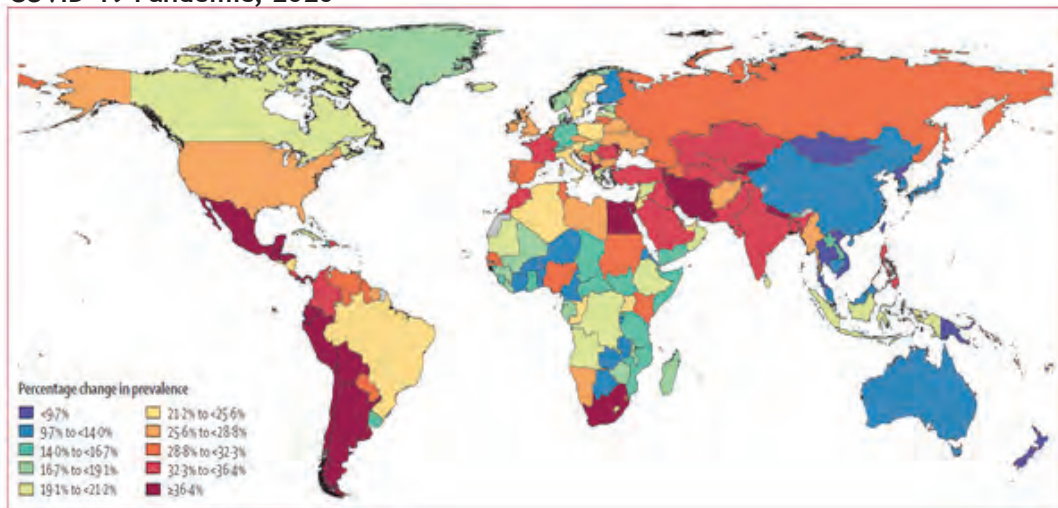 COVID-19 Pandemic, 2020
Percentage change in prevalence
<9·7%
9·7% to <14·0%
14·0% to <16·7%
16·7% to <19·1%
19·1% to <21·2%
21·2% to <25·6%
25·6% to <28·8%
28·8% to <32·3%
32·3% to <36·4%
≥36·4%